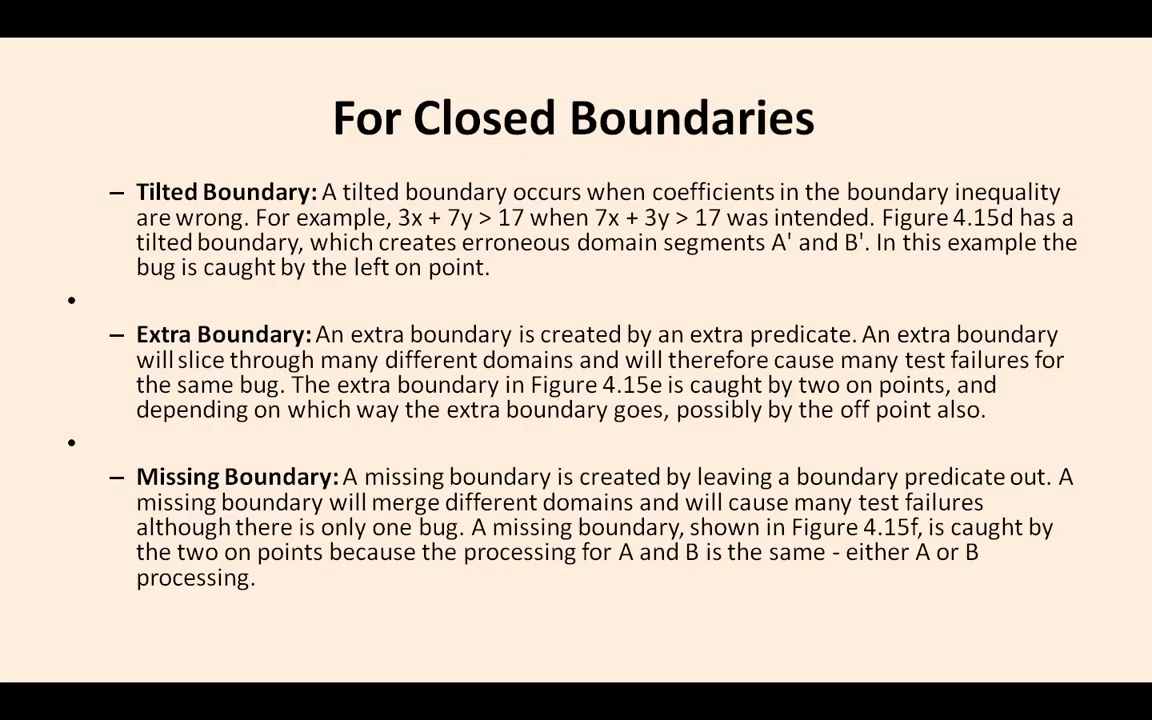 For Closed Boundaries
– Tilted Boundary: A tilted boundary occurs when coefficients in the boundary inequality
are wrong. For example, 3x + 7y > 17 when 7x + 3y > 17 was intended. Figure 4.15d has a
tilted boundary, which creates erroneous domain segments A' and B'. In this example the
bug is caught by the left on point.
•
– Extra Boundary: An extra boundary is created by an extra predicate. An extra boundary
will slice through many different domains and will therefore cause many test failures for
the same bug. The extra boundary in Figure 4.15e is caught by two on points, and
depending on which way the extra boundary goes, possibly by the off point also.
•
– Missing Boundary: A missing boundary is created by leaving a boundary predicate out. A
missing boundary will merge different domains and will cause many test failures
although there is only one bug. A missing boundary, shown in Figure 4.15f, is caught by
the two on points because the processing for A and B is the same - either A or B
processing.